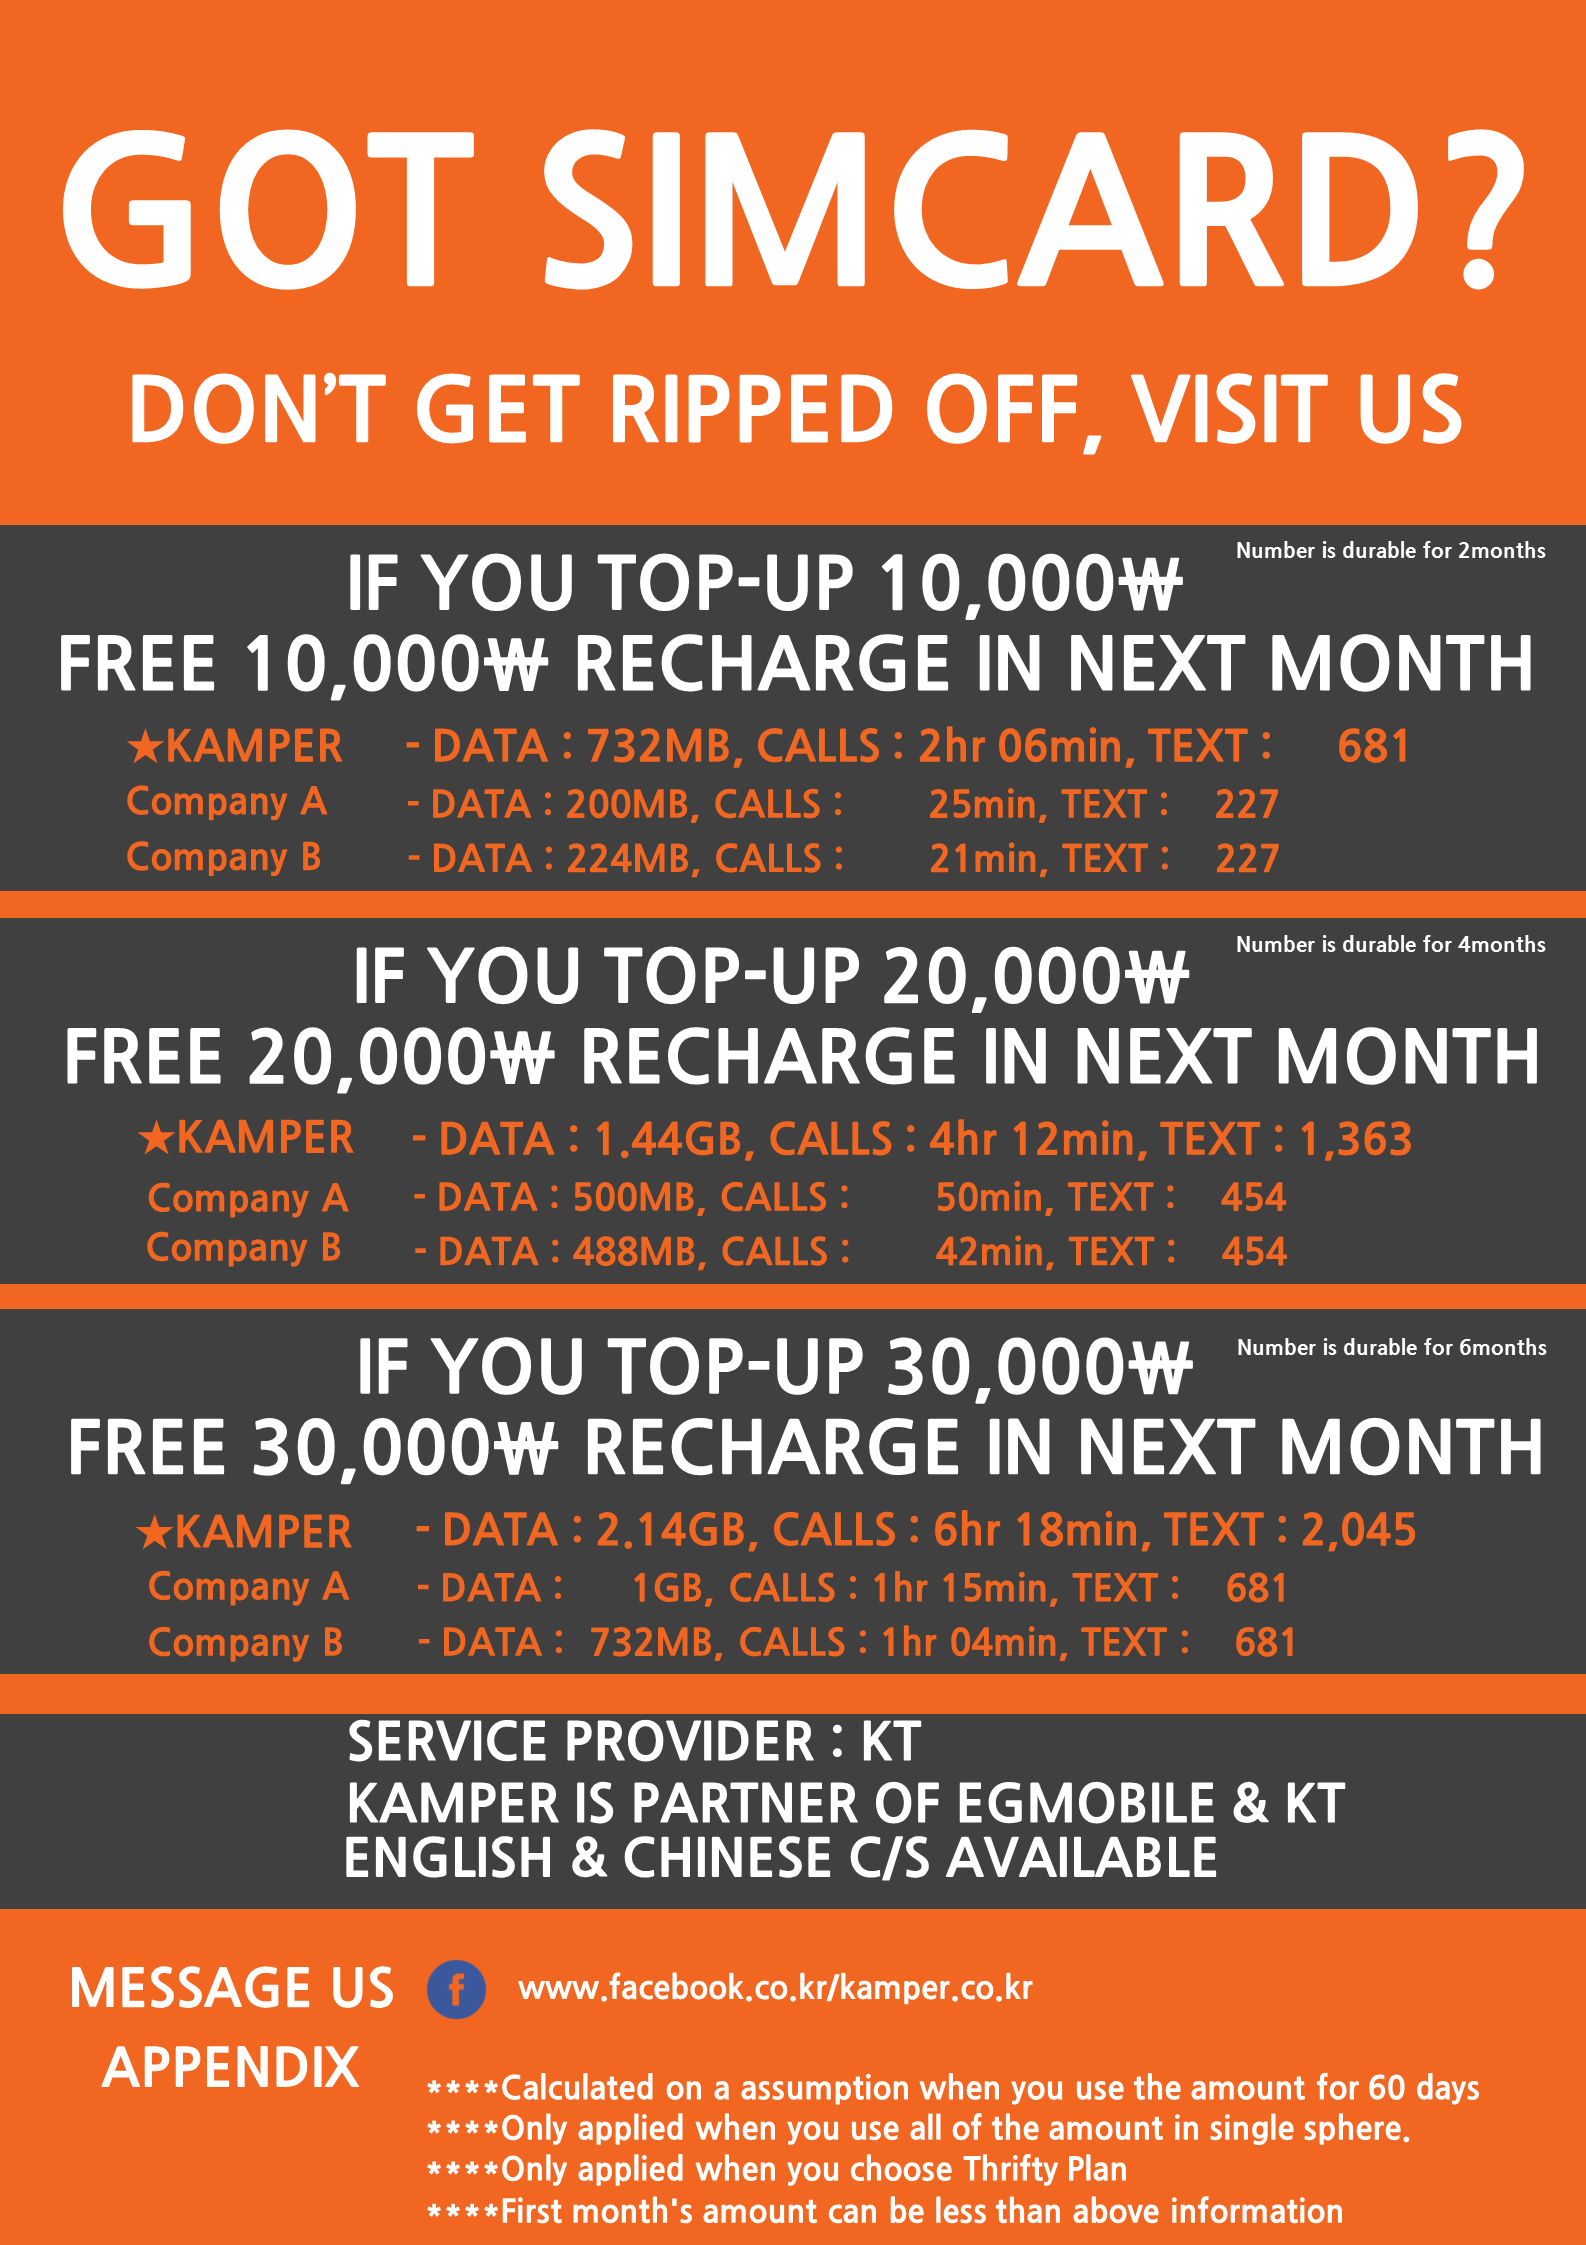 GOT SIMCARD?
DON'T GET RIPPED OFF, VISIT US
IF YOU TOP-UP 10,000₩ Number is durable for 2months
FREE 10,000₩ RECHARGE IN NEXT MONTH
★KAMPER - DATA : 732MB, CALLS : 2hr 06min, TEXT : 681
Company A - DATA : 200MB, CALLS : 25min, TEXT : 227
Company B - DATA : 224MB, CALLS : 21min, TEXT : 227
IF YOU TOP-UP 20,000₩ Number is durable for 4months
FREE 20,000₩ RECHARGE IN NEXT MONTH
★KAMPER - DATA : 1.44GB, CALLS : 4hr 12min, TEXT : 1,363
Company A - DATA : 500MB, CALLS : 50min, TEXT : 454
Company B - DATA : 488MB, CALLS : 42min, TEXT : 454
IF YOU TOP-UP 30,000₩ Number is durable for 6months
FREE 30,000₩ RECHARGE IN NEXT MONTH
★KAMPER - DATA : 2.14GB, CALLS : 6hr 18min, TEXT : 2,045
Company A - DATA : 1GB, CALLS : 1hr 15min, TEXT : 681
Company B - DATA : 732MB, CALLS : 1hr 04min, TEXT : 681
SERVICE PROVIDER : KT
KAMPER IS PARTNER OF EGMOBILE & KT
ENGLISH & CHINESE C/S AVAILABLE
MESSAGE US f www.facebook.co.kr/kamper.co.kr
APPENDIX
****Calculated on a assumption when you use the amount for 60 days
****Only applied when you use all of the amount in single sphere.
****Only applied when you choose Thrifty Plan
****First month's amount can be less than above information